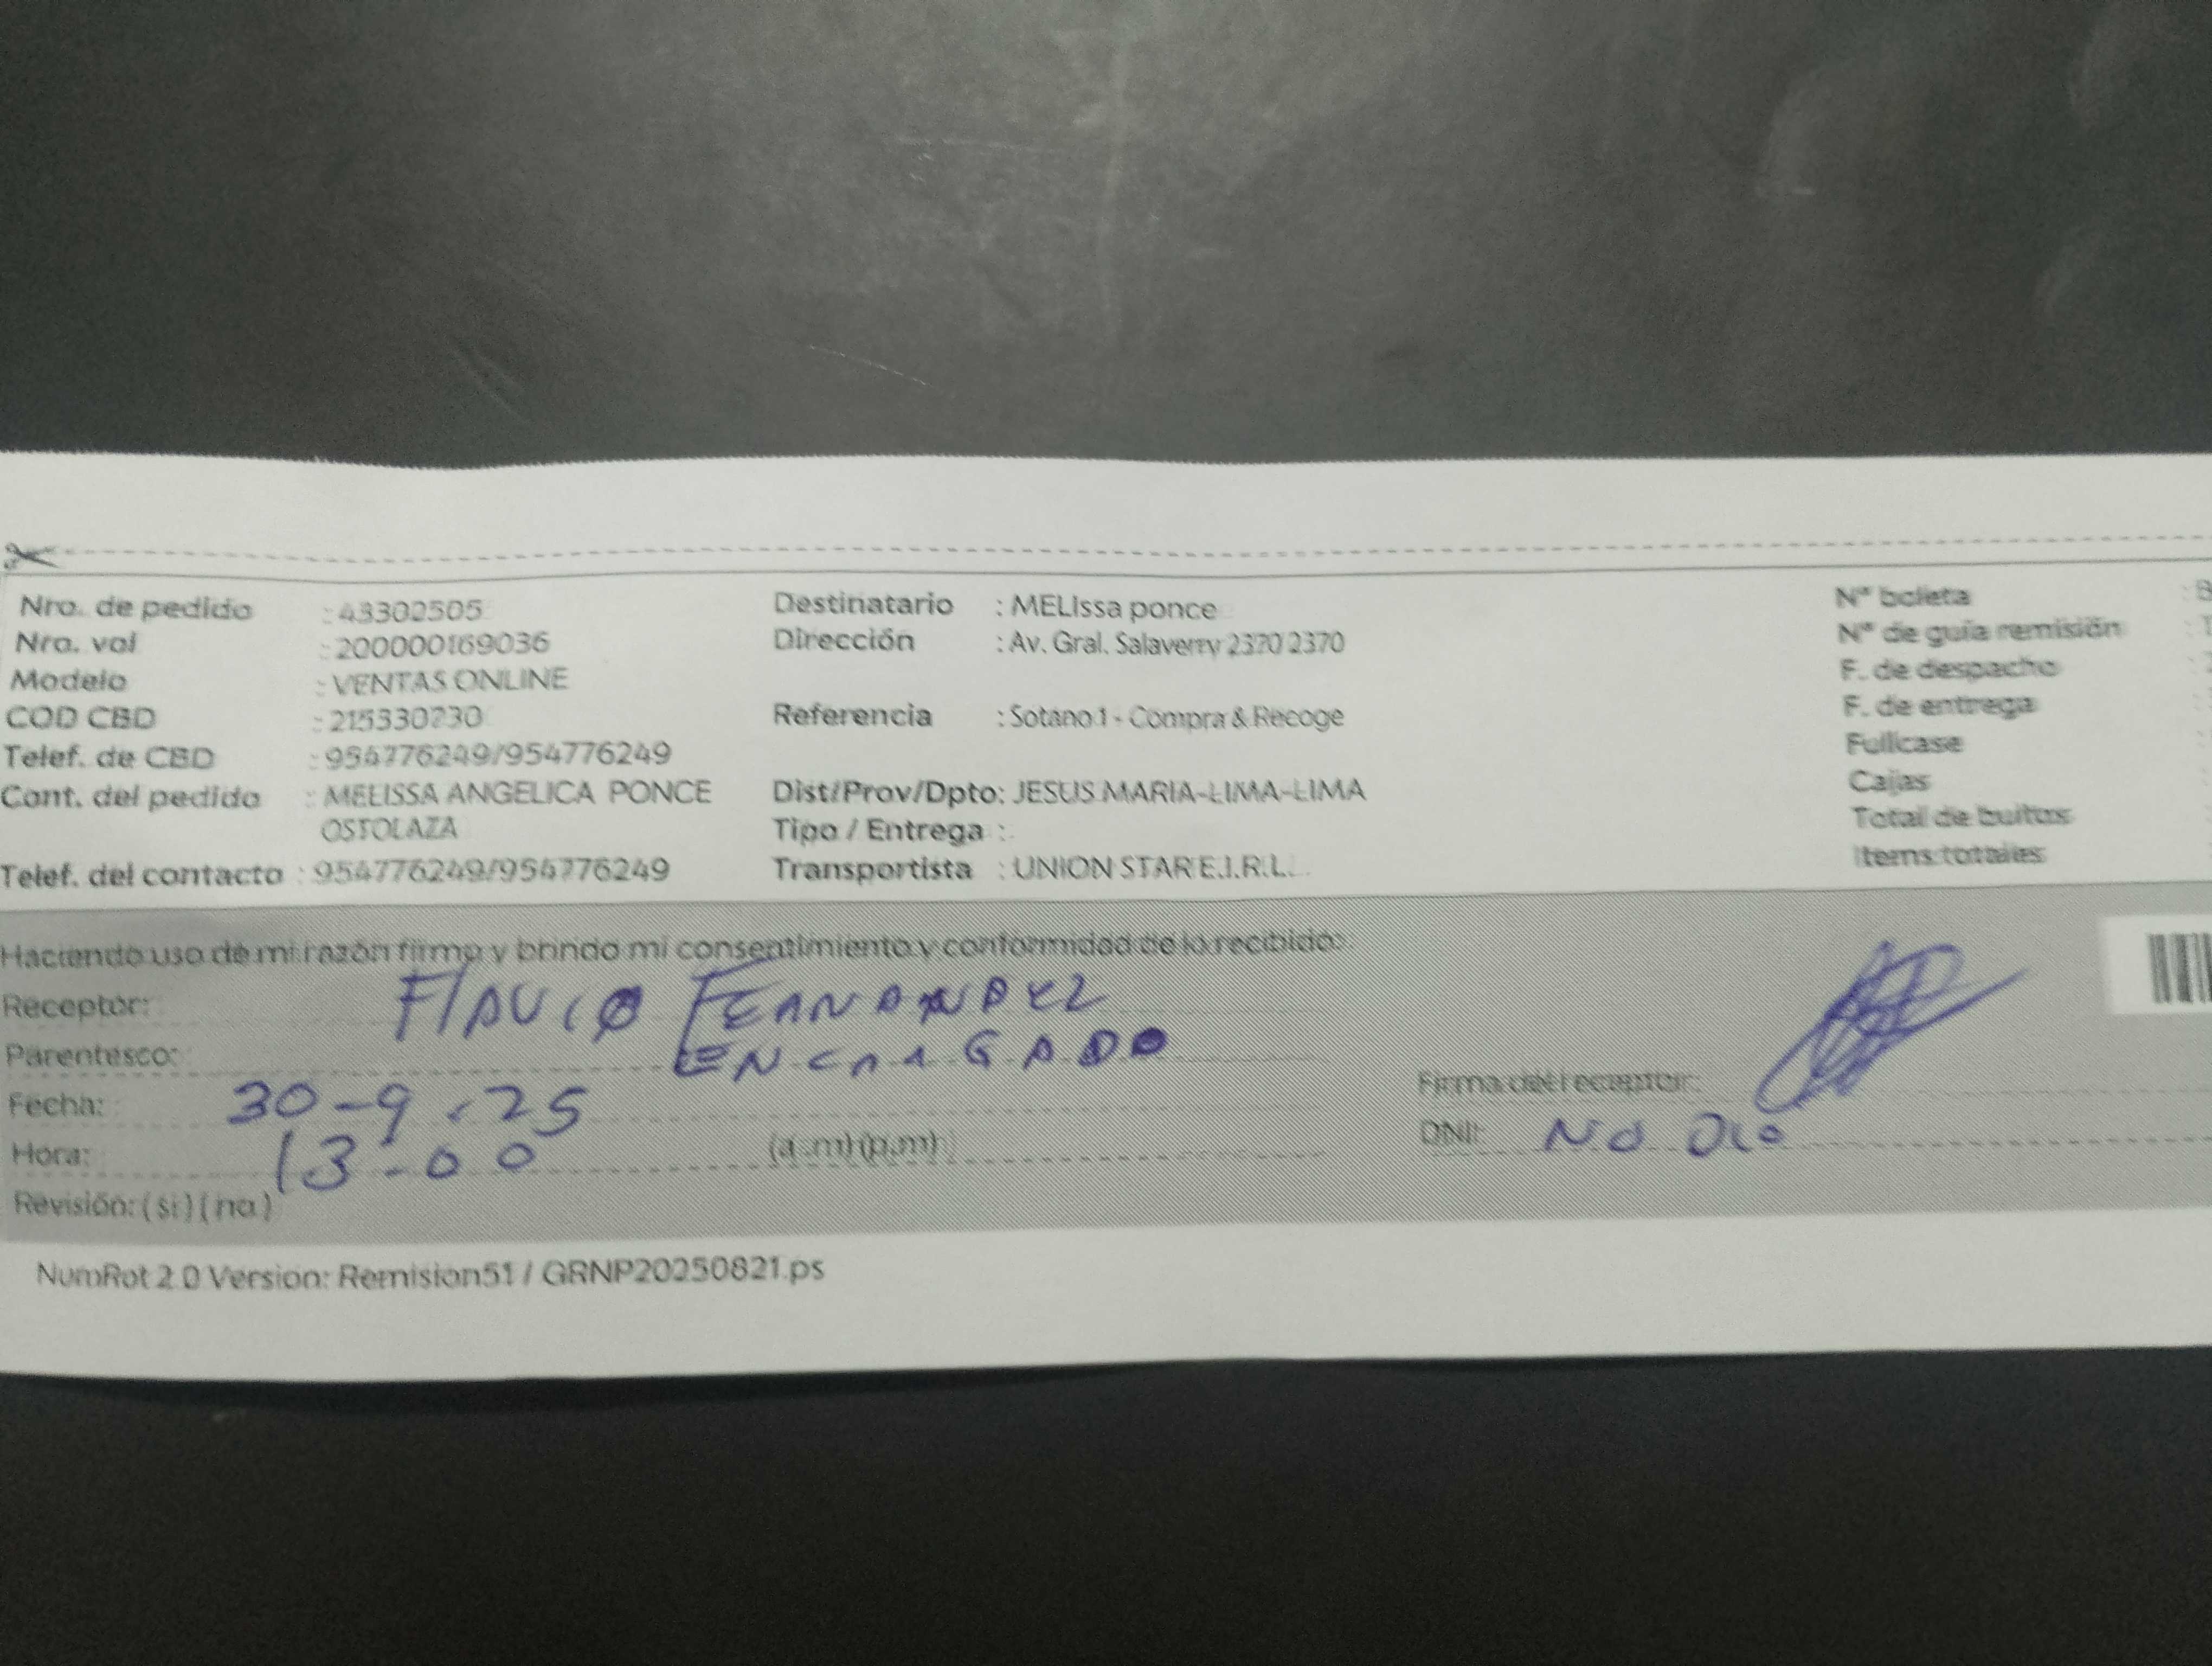 Nro. de pedido : 43302505
Nro. val : 200000169036
Modelo : VENTAS ONLINE
COD CBD : 215330730
Telef. de CBD : 954776249/954776249
Cont. del pedido : MELISSA ANGELICA PONCE
OSTOLAZA
Telef. del contacto : 954776249/954776249
Destinatario : MELIssa ponce
Dirección : Av. Gral. Salaverry 2370 2370
Referencia : Sotano 1 - Compra & Recoge
Dist/Prov/Dpto: JESUS MARIA-LIMA-LIMA
Tipo / Entrega :
Transportista : UNION STAR E.I.R.L.
N° boleta : B
N° de guía remisión : T
F. de despacho
F. de entrega
Fullcase
Cajas
Total de bultos
Items totales
Haciendo uso de mi razón firmo y brindo mi consentimiento y conformidad de lo recibido:
Receptor: FlAVIO FERNANDEZ
Parentesco: ENCARGADO
Fecha: 30-9-25
Hora: 13-00 (a.m) (p.m)
Revisión: (si) (no)
Firma del receptor:
DNI: NO DIO
NumRot 2.0 Version: Remision51 / GRNP20250821.ps